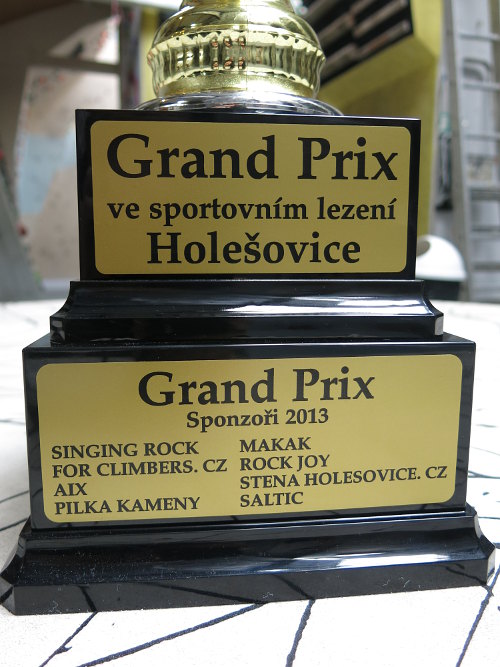 Grand Prix
ve sportovním lezení
Holešovice
Grand Prix
Sponzoři 2013
SINGING ROCK
FOR CLIMBERS. CZ
AIX
PILKA KAMENY
MAKAK
ROCK JOY
STENA HOLESOVICE. CZ
SALTIC